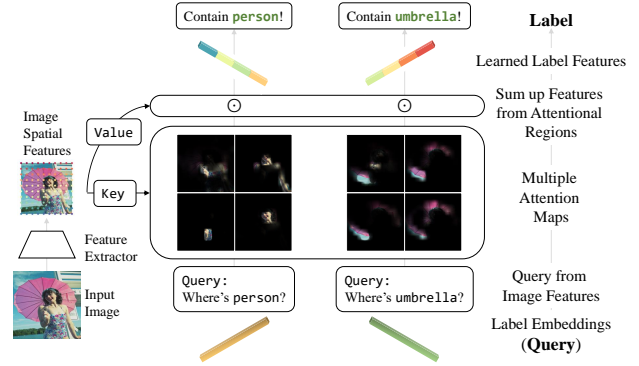 Contain person!
Contain umbrella!
Label
Learned Label Features
Sum up Features
from Attentional
Regions
Image
Spatial
Features
Value
Key
Multiple
Attention
Maps
Feature
Extractor
Query:
Where's person?
Query:
Where's umbrella?
Query from
Image Features
Input
Image
Label Embeddings
(Query)